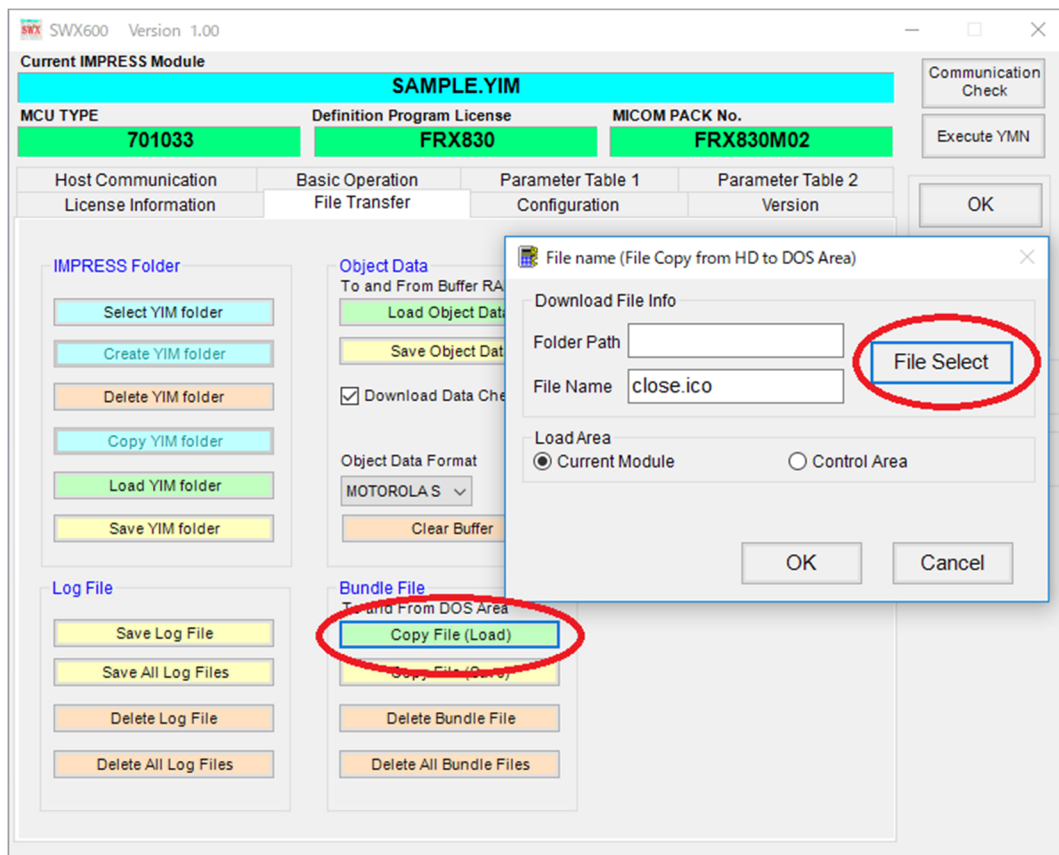 SWX600 Version 1.00
Current IMPRESS Module
SAMPLE.YIM
Communication
Check
MCU TYPE
Definition Program License
MICOM PACK No.
701033
FRX830
FRX830M02
Execute YMN
Host Communication
Basic Operation
Parameter Table 1
Parameter Table 2
License Information
File Transfer
Configuration
Version
OK
IMPRESS Folder
Select YIM folder
Create YIM folder
Delete YIM folder
Copy YIM folder
Load YIM folder
Save YIM folder
Object Data
To and From Buffer RA
Load Object Data
Save Object Dat
Download Data Che
Object Data Format
MOTOROLA S
Clear Buffer
File name (File Copy from HD to DOS Area)
Download File Info
Folder Path
File Name
close.ico
File Select
Load Area
Current Module
Control Area
OK
Cancel
Log File
Save Log File
Save All Log Files
Delete Log File
Delete All Log Files
Bundle File
To and From DOS Area
Copy File (Load)
Copy File (Save)
Delete Bundle File
Delete All Bundle Files